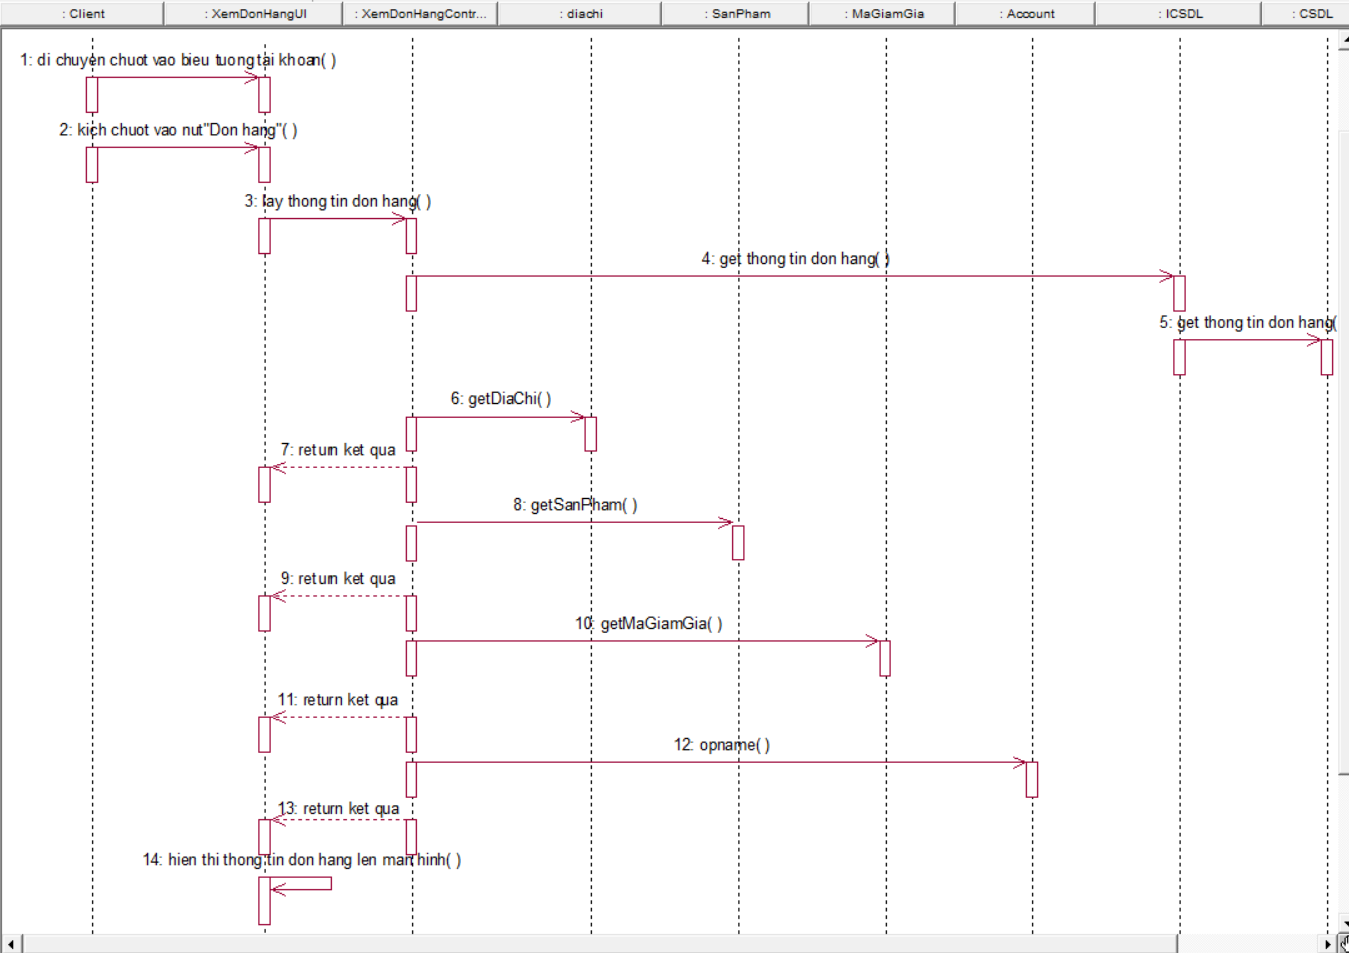 : Client
: XemDonHangUI
: XemDonHangContr...
: diachi
: SanPham
: MaGiamGia
: Account
: ICSDL
: CSDL
1: di chuyen chuot vao bieu tuong tai khoan( )
2: kich chuot vao nut"Don hang"( )
3: lay thong tin don hang( )
4: get thong tin don hang( )
5: get thong tin don hang(
6: getDiaChi( )
7: return ket qua
8: getSanPham( )
9: return ket qua
10: getMaGiamGia( )
11: return ket qua
12: opname( )
13: return ket qua
14: hien thi thong tin don hang len man hinh( )